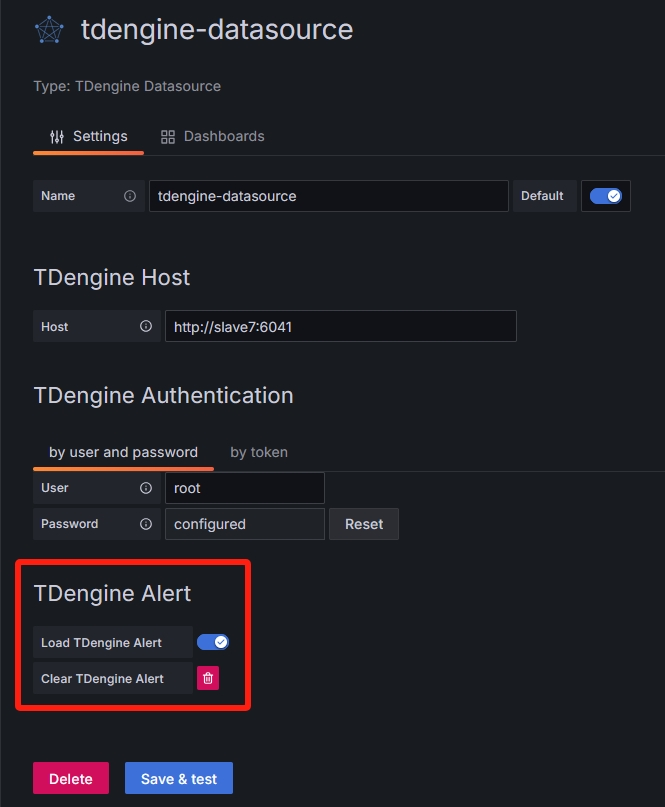 tdengine-datasource
Type: TDengine Datasource
Settings Dashboards
Name tdengine-datasource Default
TDengine Host
Host http://slave7:6041
TDengine Authentication
by user and password by token
User root
Password configured Reset
TDengine Alert
Load TDengine Alert
Clear TDengine Alert
Delete Save & test